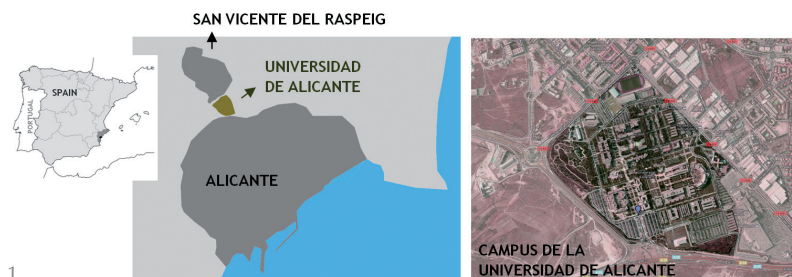 SAN VICENTE DEL RASPEIG
UNIVERSIDAD
DE ALICANTE
SPAIN
PORTUGAL
ALICANTE
CAMPUS DE LA
UNIVERSIDAD DE ALICANTE
1